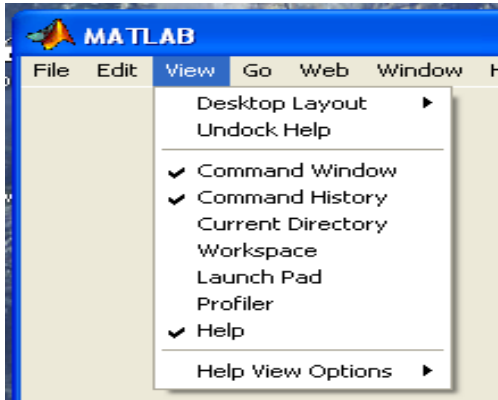 MATLAB
File Edit View Go Web Window
Desktop Layout
Undock Help
Command Window
Command History
Current Directory
Workspace
Launch Pad
Profiler
Help
Help View Options